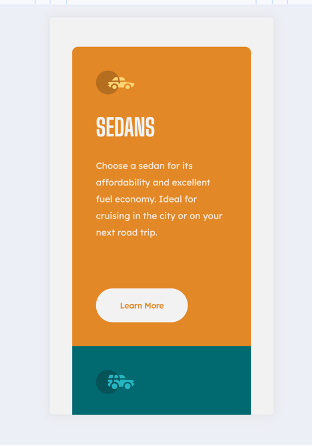 SEDANS
Choose a sedan for its
affordability and excellent
fuel economy. Ideal for
cruising in the city or on your
next road trip.
Learn More